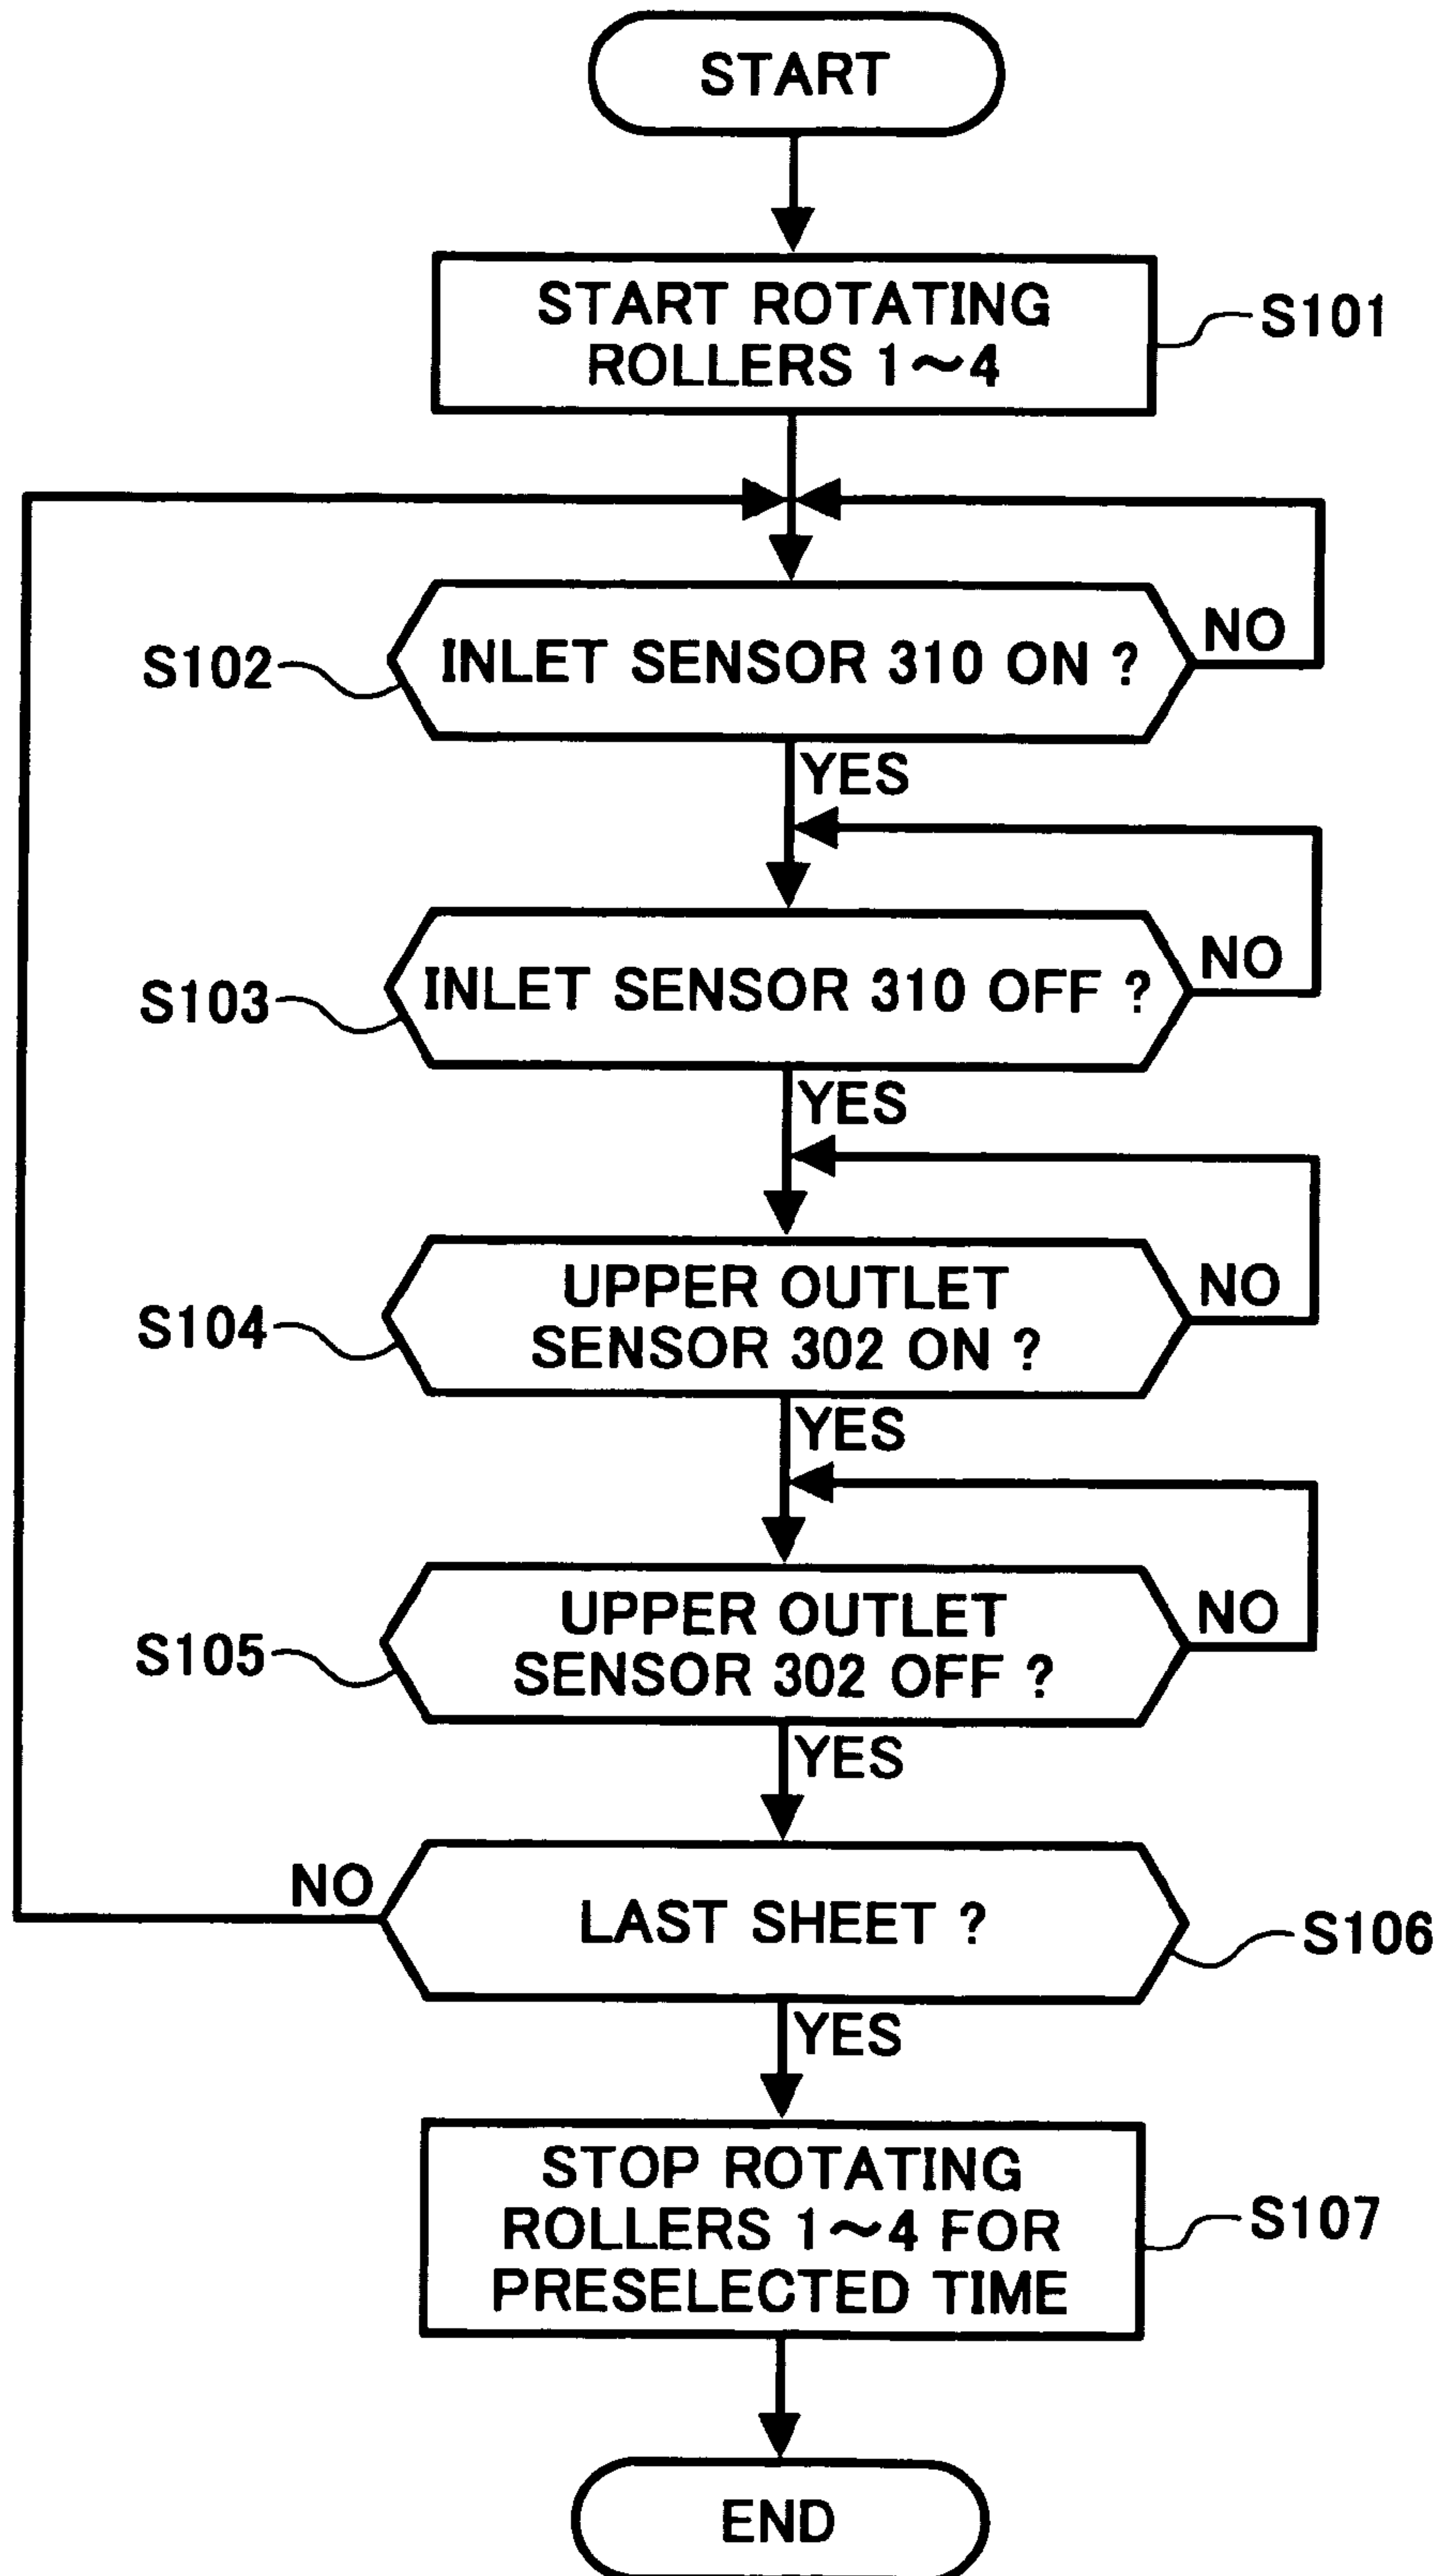 START
START ROTATING
ROLLERS 1～4
S101
S102
INLET SENSOR 310 ON ?
NO
YES
S103
INLET SENSOR 310 OFF ?
NO
YES
S104
UPPER OUTLET
SENSOR 302 ON ?
NO
YES
S105
UPPER OUTLET
SENSOR 302 OFF ?
NO
YES
NO
LAST SHEET ?
S106
YES
STOP ROTATING
ROLLERS 1～4 FOR
PRESELECTED TIME
S107
END